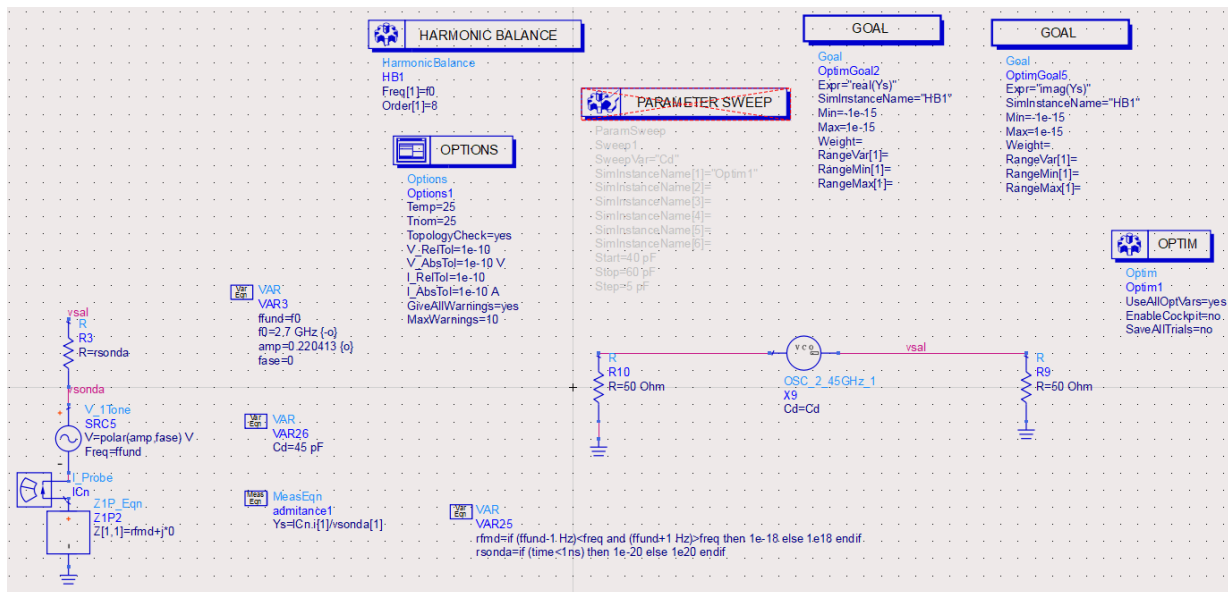 HARMONIC BALANCE
HarmonicBalance
HB1
Freq[1]=f0
Order[1]=8
GOAL
Goal
OptimGoal2
Expr="real(Ys)"
SimInstanceName="HB1"
Min=-1e-15
Max=1e-15
Weight=
RangeVar[1]=
RangeMin[1]=
RangeMax[1]=
GOAL
Goal
OptimGoal5
Expr="imag(Ys)"
SimInstanceName="HB1"
Min=-1e-15
Max=1e-15
Weight=
RangeVar[1]=
RangeMin[1]=
RangeMax[1]=
PARAMETER SWEEP
ParamSweep
Sweep1
SweepVar="Cd"
SimInstanceName[1]="Optim1"
SimInstanceName[2]=
SimInstanceName[3]=
SimInstanceName[4]=
SimInstanceName[5]=
SimInstanceName[6]=
Start=40 pF
Stop=60 pF
Step=5 pF
OPTIONS
Options
Options1
Temp=25
Tnom=25
TopologyCheck=yes
V_RelTol=1e-10
V_AbsTol=1e-10 V
I_RelTol=1e-10
I_AbsTol=1e-10 A
GiveAllWarnings=yes
MaxWarnings=10
OPTIM
Optim
Optim1
UseAllOptVars=yes
EnableCockpit=no
SaveAllTrials=no
Var
Eqn
VAR
VAR3
ffund=f0
f0=2.7 GHz {-o}
amp=0.220413 {o}
fase=0
vsal
R
R3
R=rsonda
vsonda
V_1Tone
SRC5
V=polar(amp,fase) V
Freq=ffund
I_Probe
ICn
Z1P_Eqn
Z1P2
Z[1,1]=rfmd+j*0
Var
Eqn
VAR
VAR26
Cd=45 pF
Meas
Eqn
MeasEqn
admitance1
Ys=ICn.i[1]/vsonda[1]
Var
Eqn
VAR
VAR25
rfmd=if (ffund-1 Hz)<freq and (ffund+1 Hz)>freq then 1e-18 else 1e18 endif
rsonda=if (time<1ns) then 1e-20 else 1e20 endif
R
R10
R=50 Ohm
vco
OSC_2_45GHz_1
X9
Cd=Cd
vsal
R
R9
R=50 Ohm